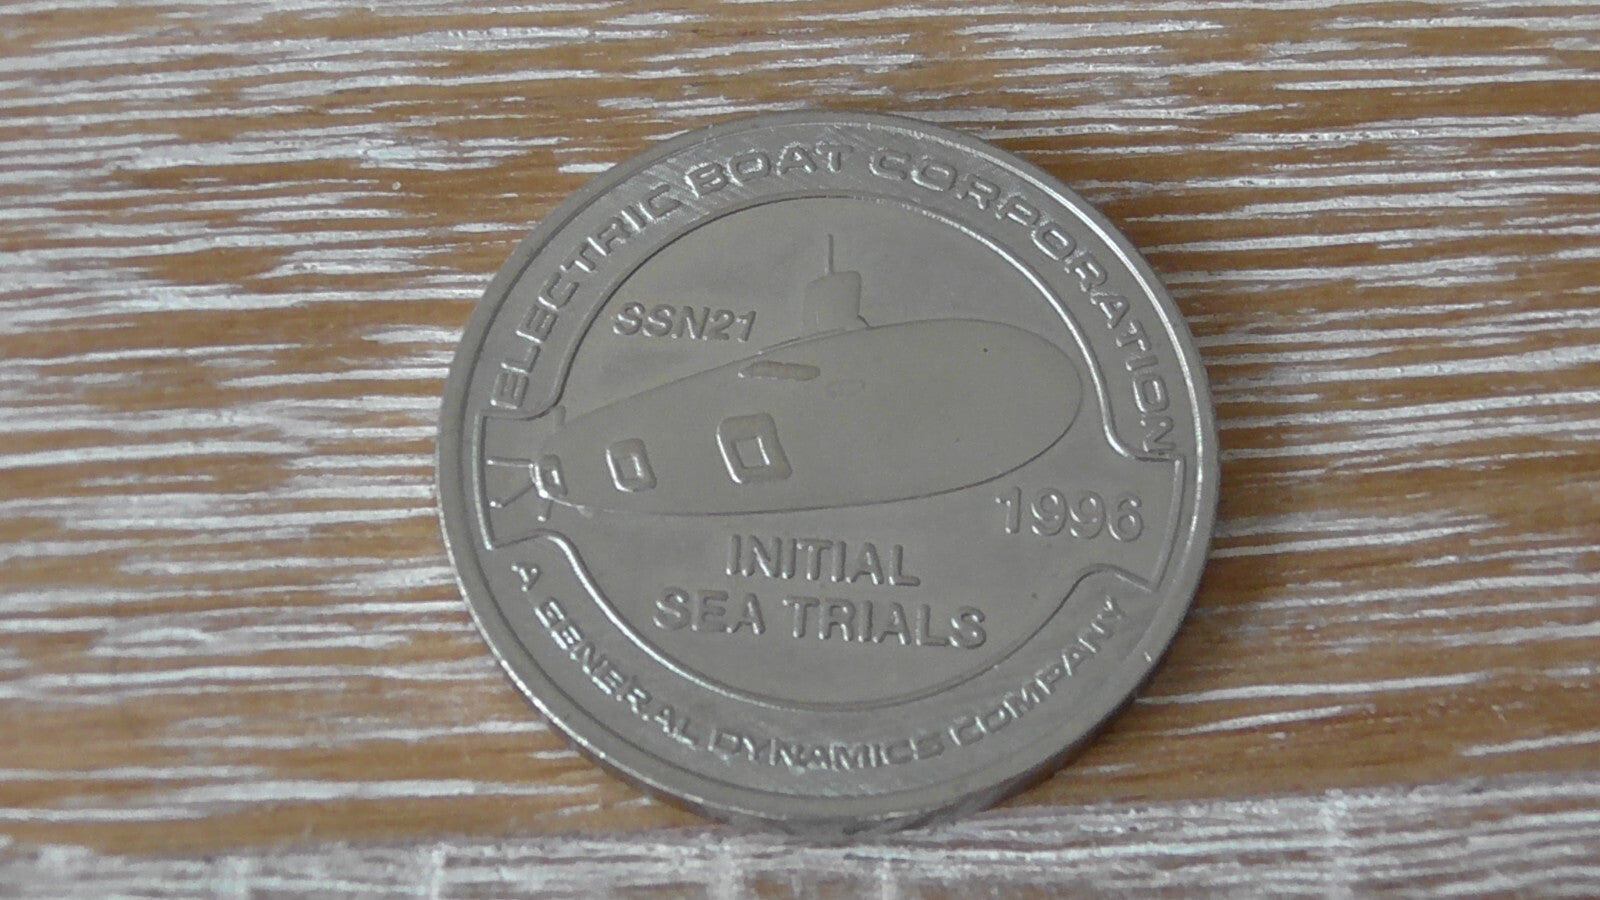 ELECTRIC BOAT CORPORATION
SSN21
1996
INITIAL
SEA TRIALS
A GENERAL DYNAMICS COMPANY